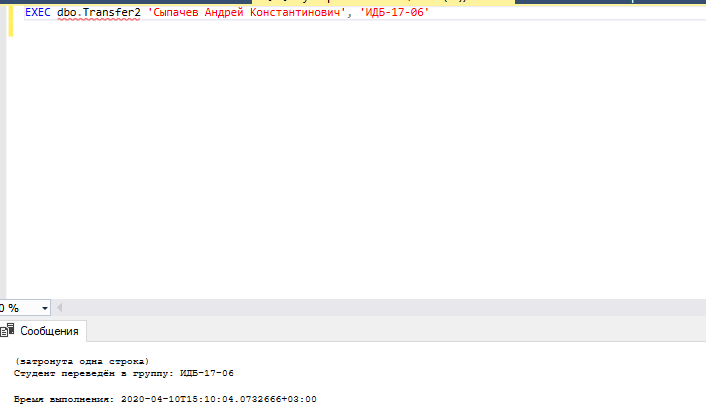 EXEC dbo.Transfer2 'Сыпачев Андрей Константинович', 'ИДБ-17-06'
0 %
Сообщения
(затронута одна строка)
Студент переведён в группу: ИДБ-17-06
Время выполнения: 2020-04-10T15:10:04.0732666+03:00